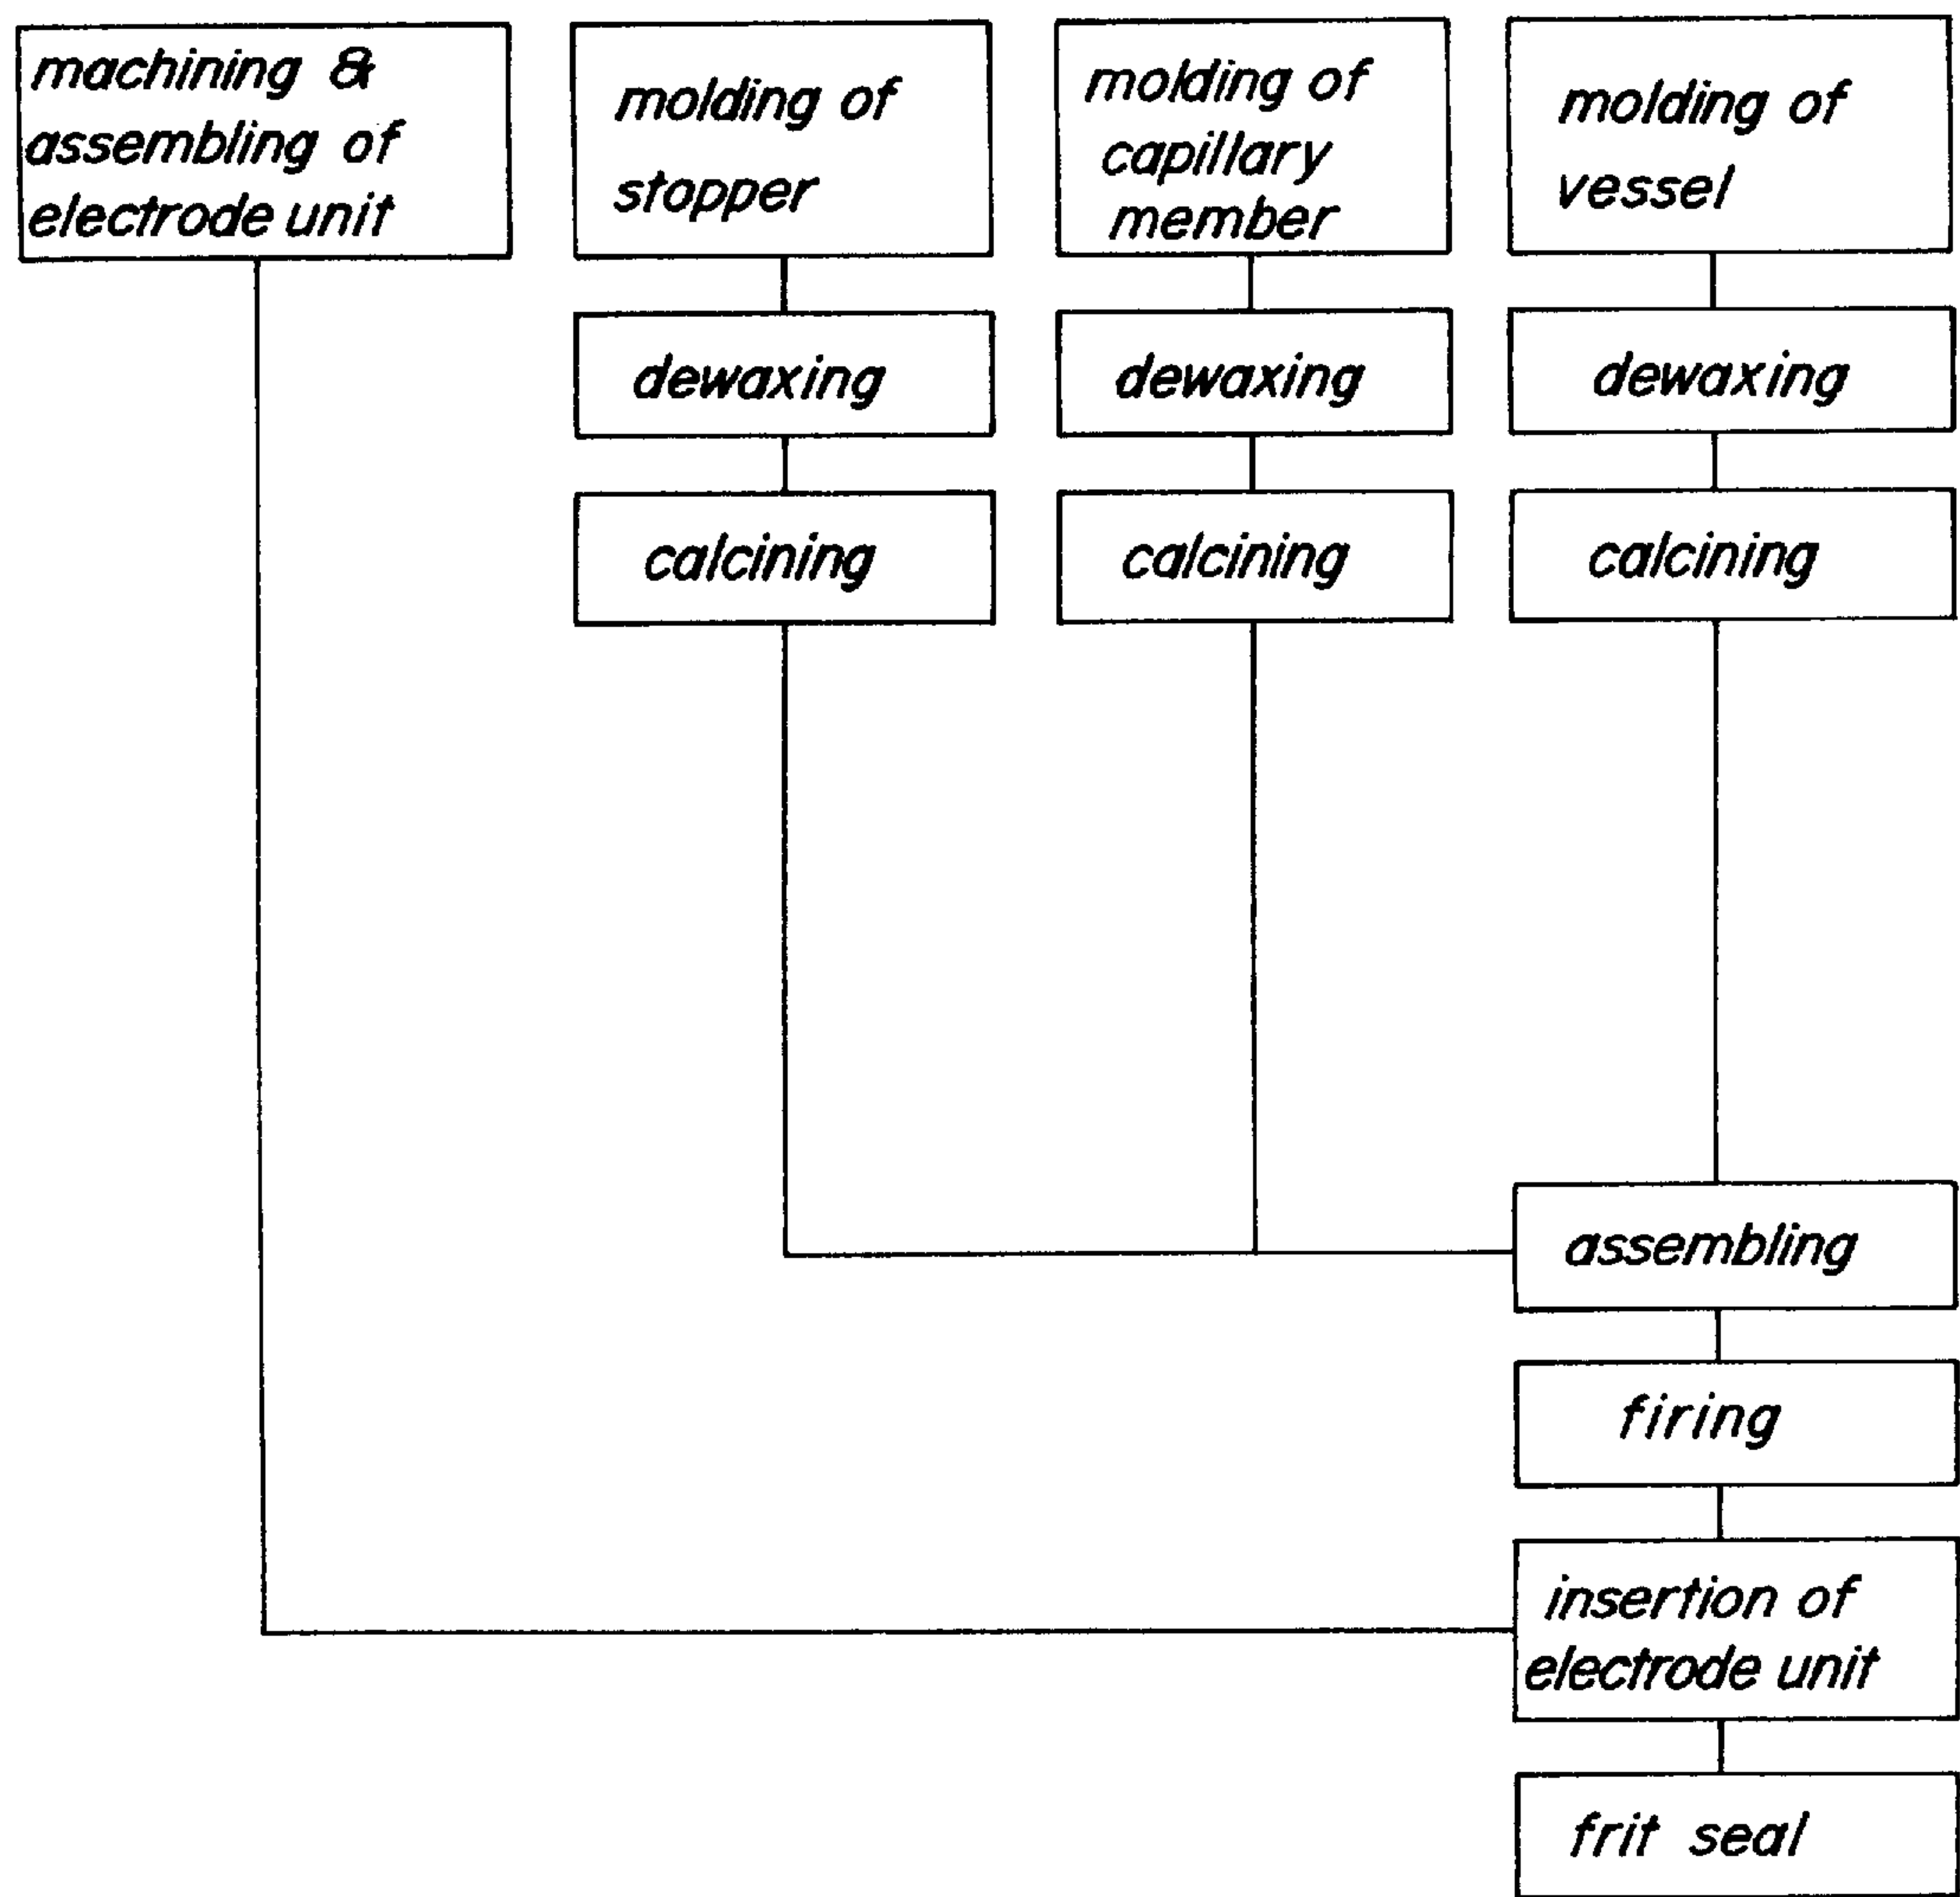 machining &
assembling of
electrode unit
molding of
stopper
molding of
capillary
member
molding of
vessel
dewaxing
dewaxing
dewaxing
calcining
calcining
calcining
assembling
firing
insertion of
electrode unit
frit seal